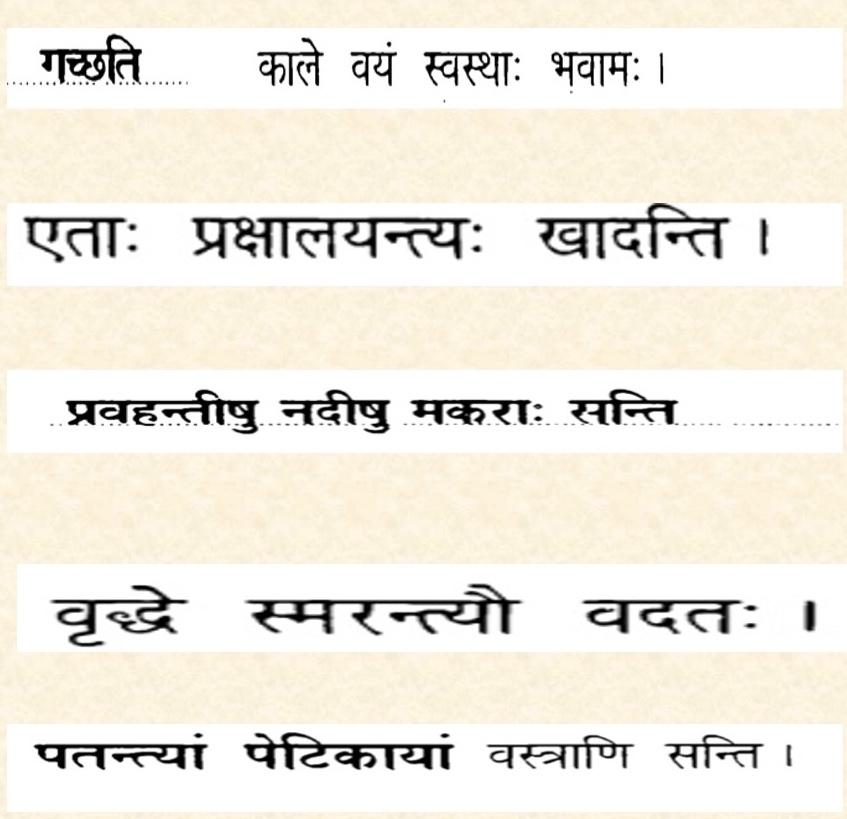 गच्छति काले वयं स्वस्थाः भवामः ।
एताः प्रक्षालयन्त्यः खादन्ति ।
प्रवहन्तीषु नदीषु मकराः सन्ति
वृद्धे स्मरन्त्यौ वदतः ।
पतन्त्यां पेटिकायां वस्त्राणि सन्ति ।